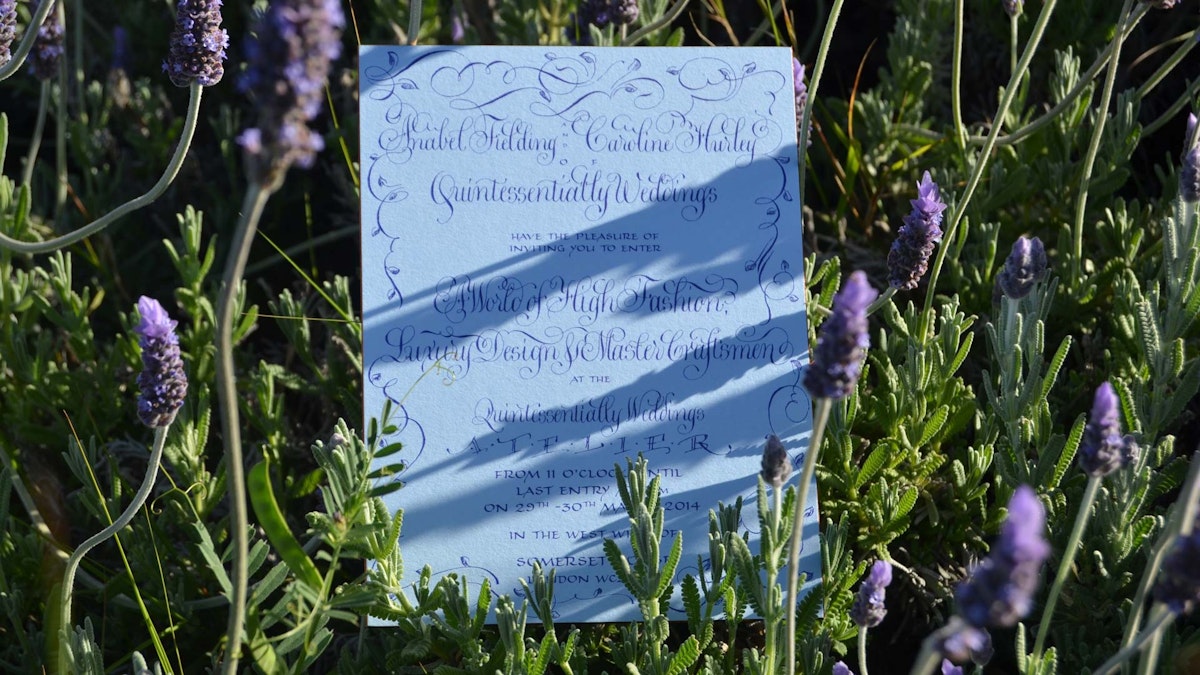 Anabel Fielding & Caroline Hurley
OF
Quintessentially Weddings
HAVE THE PLEASURE OF
INVITING YOU TO ENTER
A World of High Fashion,
Luxury Design & Master Craftsmen
AT THE
Quintessentially Weddings
A·T·E·L·I·E·R
FROM 11 O'CLOCK UNTIL
LAST ENTRY
ON 29TH -30TH 2014
IN THE WEST
SOMERSET